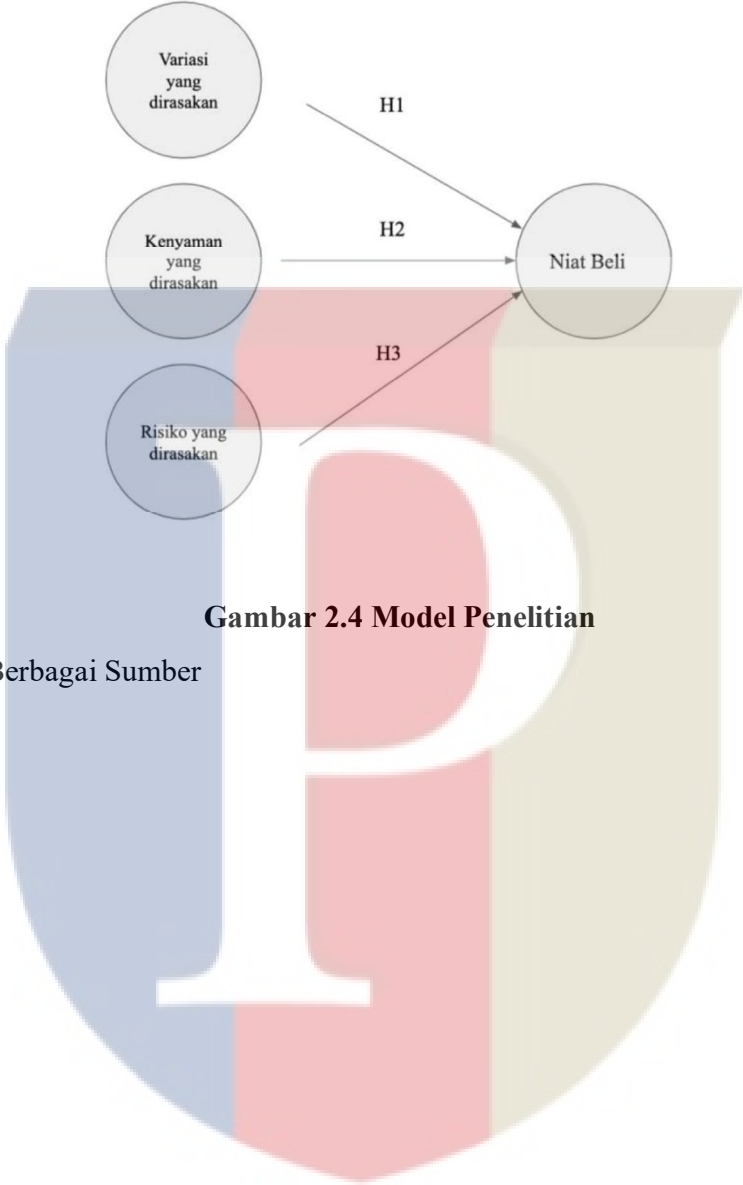 Variasi
yang
dirasakan
H1
Kenyaman
yang
dirasakan
H2
Niat Beli
Risiko yang
dirasakan
H3
P
Gambar 2.4 Model Penelitian
Berbagai Sumber